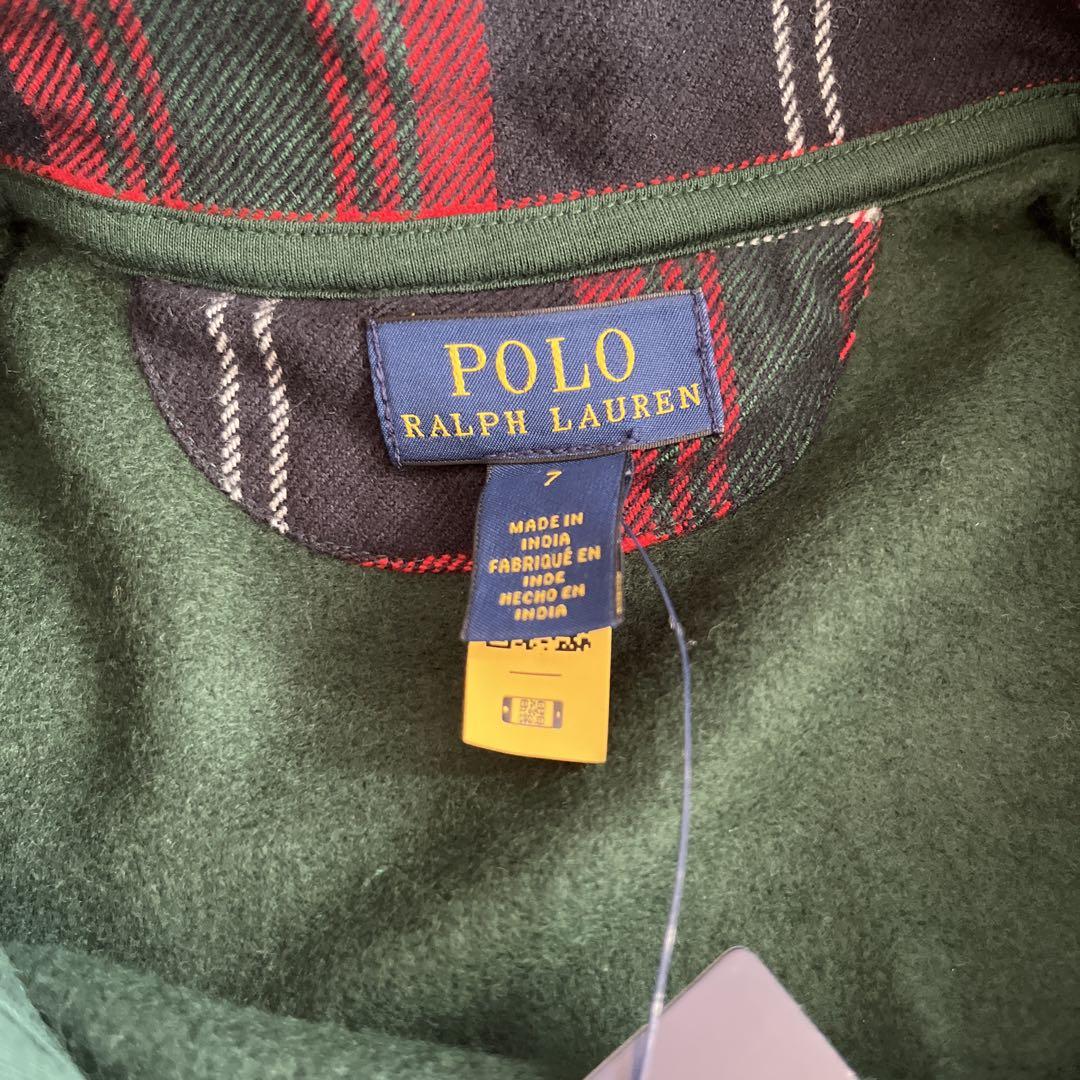 POLO
RALPH LAUREN
7
MADE IN
INDIA
FABRIQUÉ EN
INDE
HECHO EN
INDIA